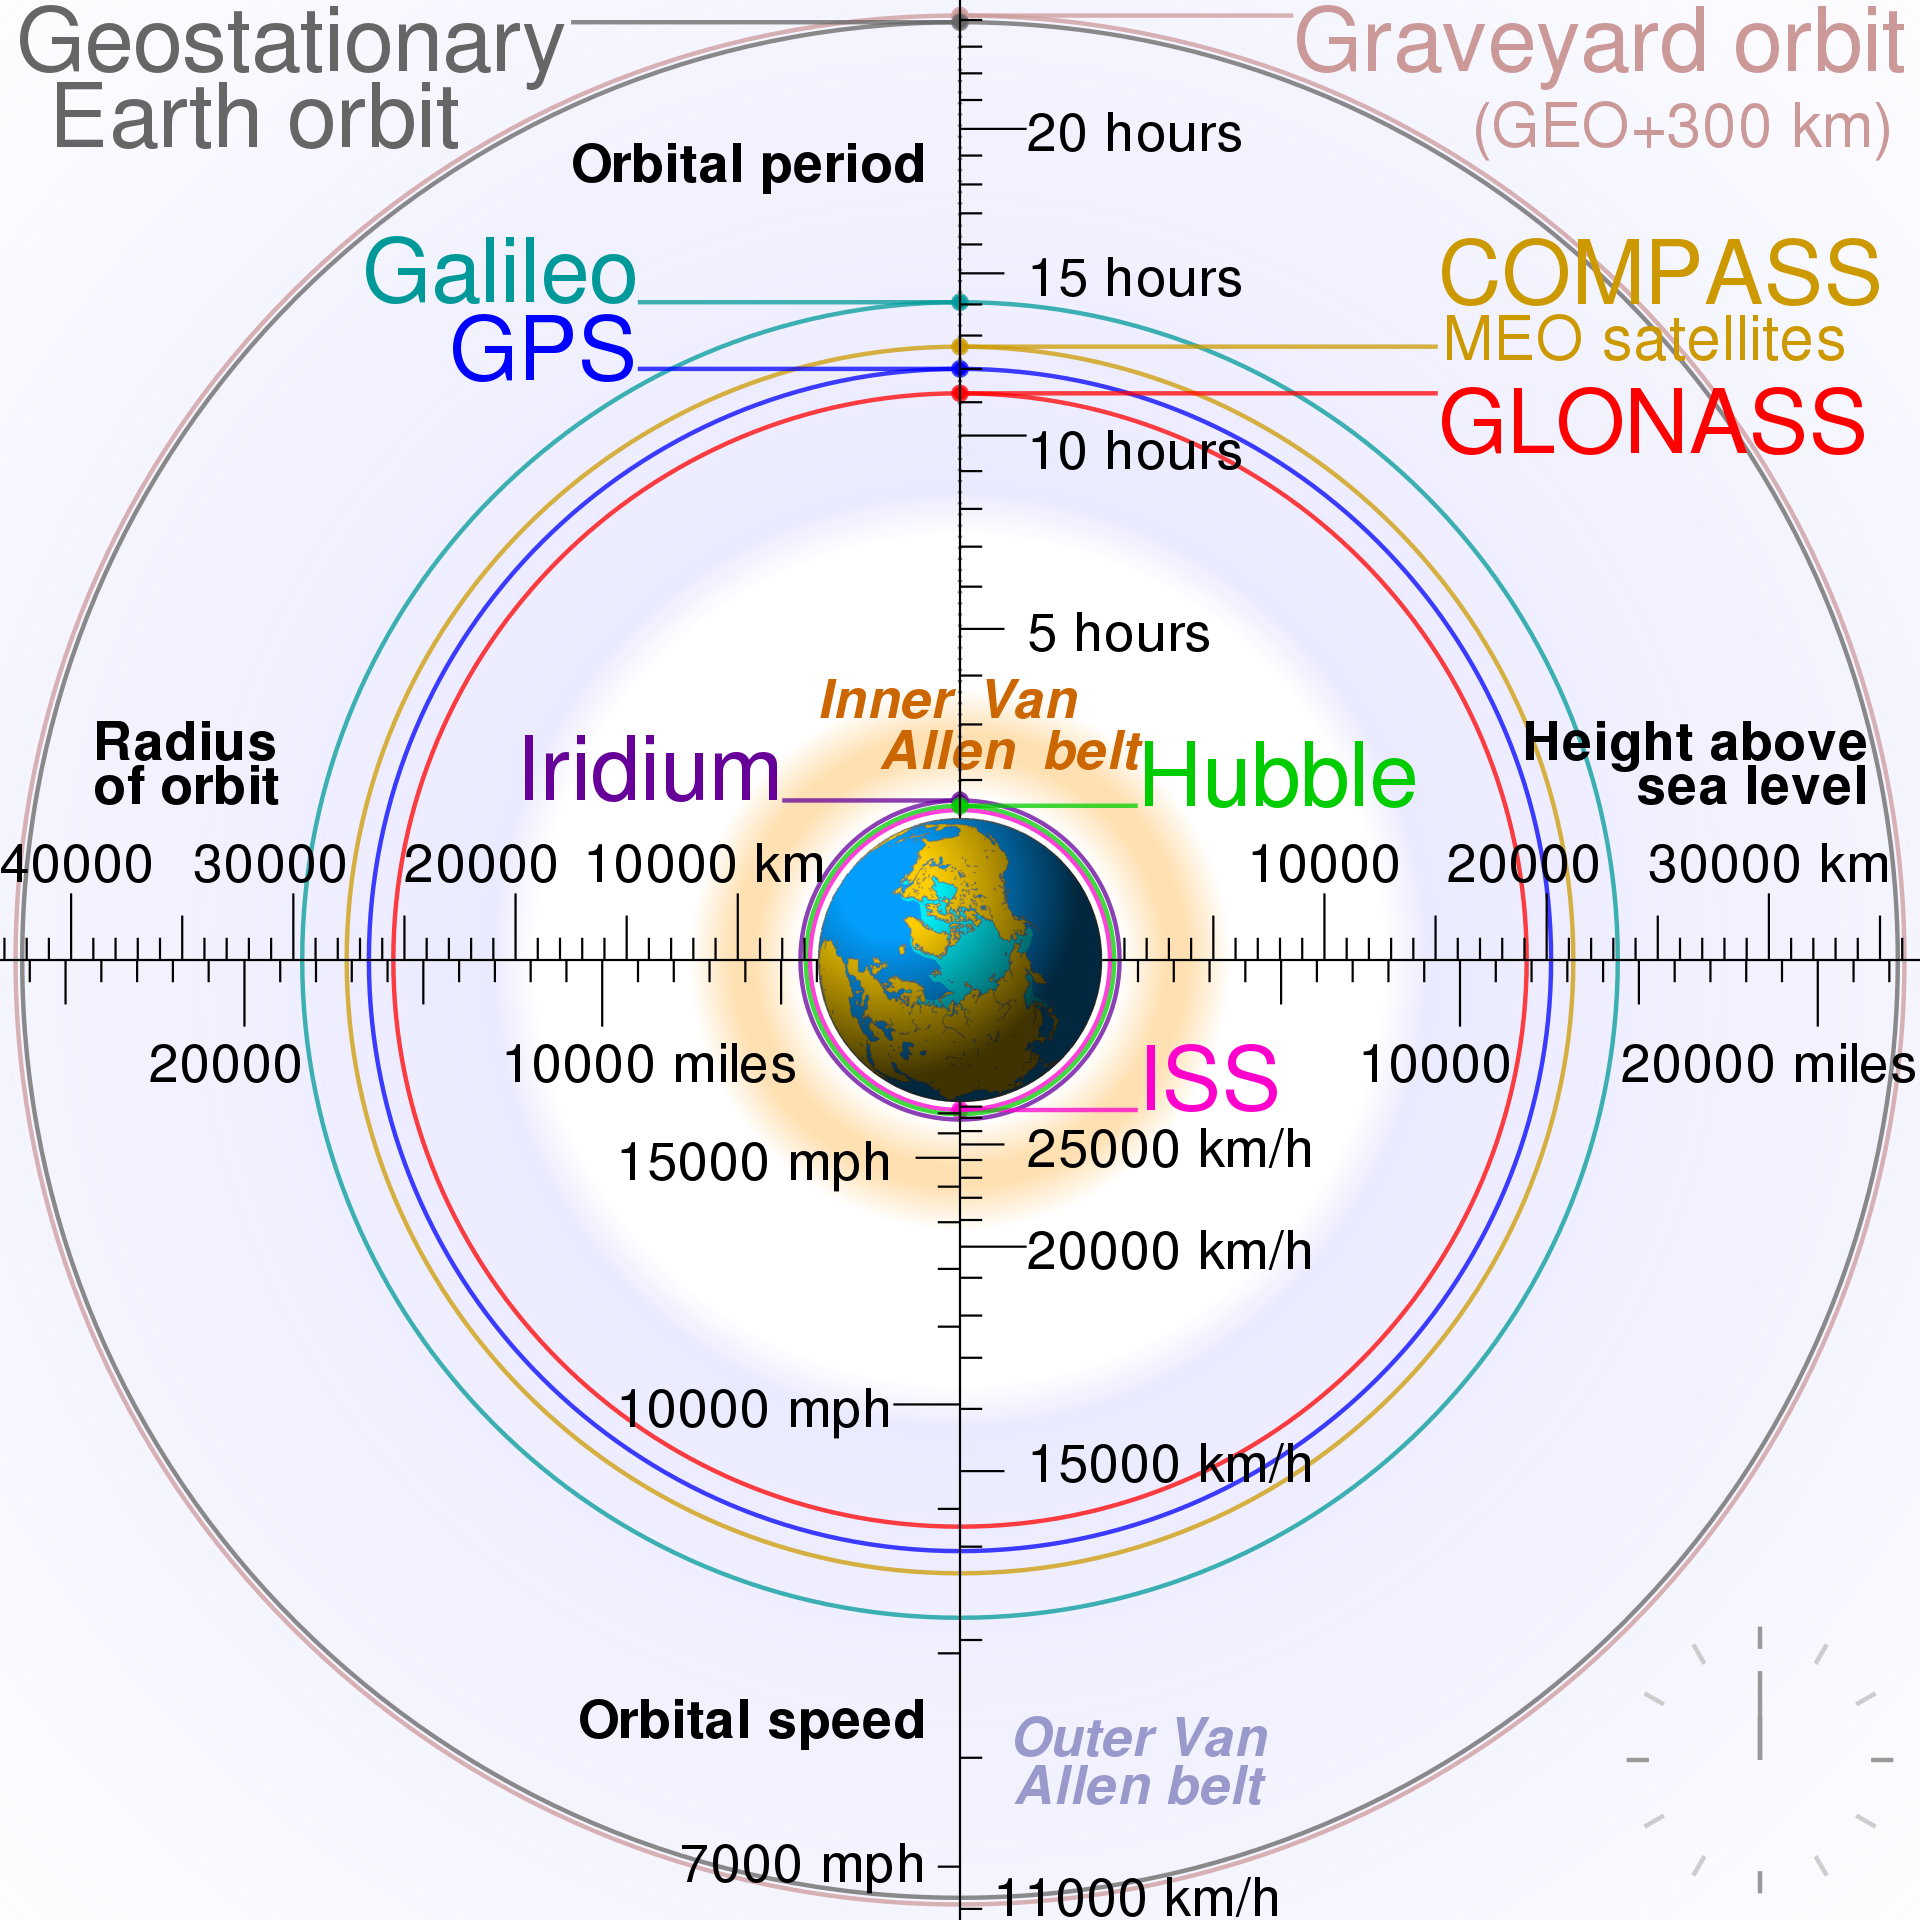 Geostationary
Earth orbit
Graveyard orbit
(GEO+300 km)
20 hours
Orbital period
Galileo
15 hours
COMPASS
GPS
MEO satellites
GLONASS
10 hours
5 hours
Inner Van
Allen belt
Radius
of orbit
Iridium
Hubble
Height above
sea level
40000 30000 20000 10000 km
10000 20000 30000 km
20000 10000 miles
ISS
10000 20000 miles
15000 mph
25000 km/h
20000 km/h
10000 mph
15000 km/h
Orbital speed
Outer Van
Allen belt
7000 mph
11000 km/h